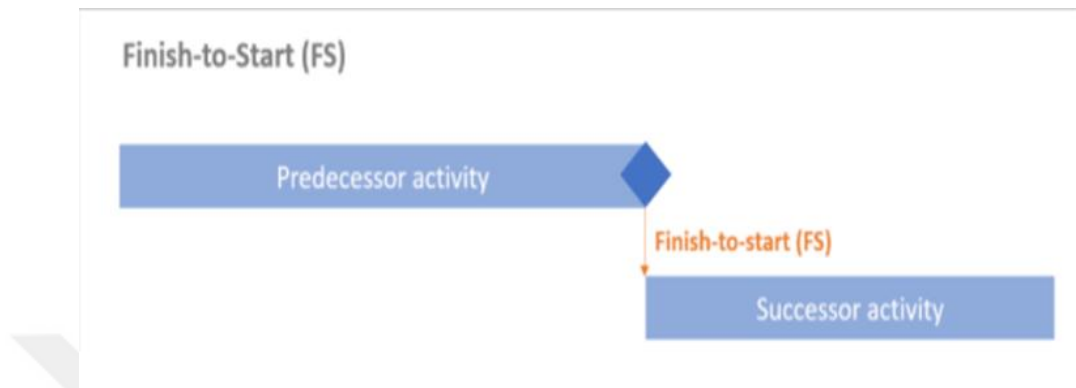 Finish-to-Start (FS)
Predecessor activity
Finish-to-start (FS)
Successor activity